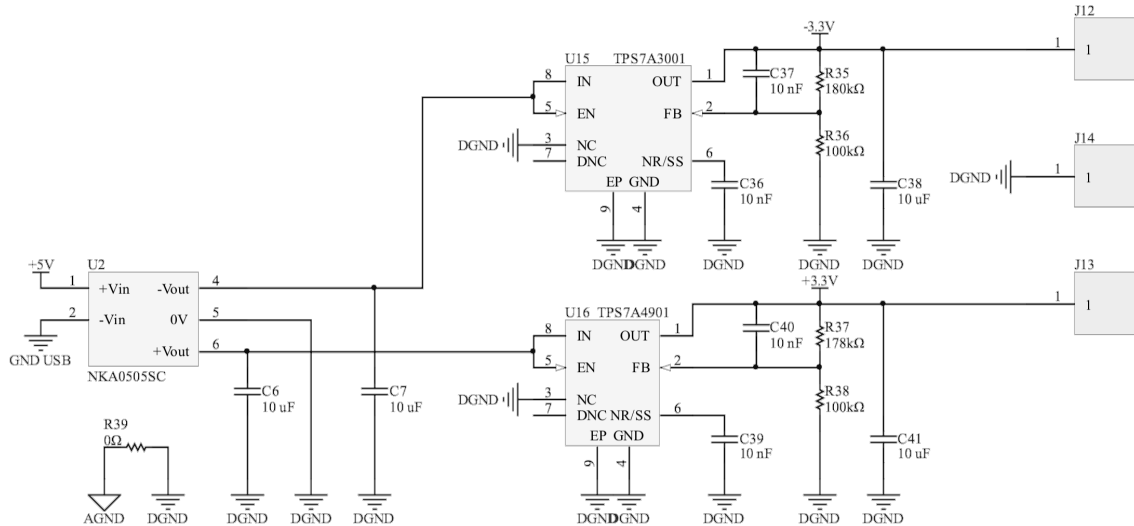 J12
-3.3V
1
1
U15 TPS7A3001
8 IN OUT 1
C37
10 nF
R35
180kΩ
5 EN FB 2
R36
100kΩ
DGND 3 NC
7 DNC NR/SS 6
EP GND
9 4
C36
10 nF
C38
10 uF
J14
DGND 1
1
DGND DGND DGND DGND DGND
+5V
U2
1 +Vin -Vout 4
2 -Vin 0V 5
+Vout 6
GND USB
NKA0505SC
J13
+3.3V
1
1
U16 TPS7A4901
8 IN OUT 1
C40
10 nF
R37
178kΩ
5 EN FB 2
R38
100kΩ
DGND 3 NC
7 DNC NR/SS 6
EP GND
9 4
C6
10 uF
C7
10 uF
C39
10 nF
C41
10 uF
R39
0Ω
AGND DGND DGND DGND DGND DGND DGND DGND DGND DGND